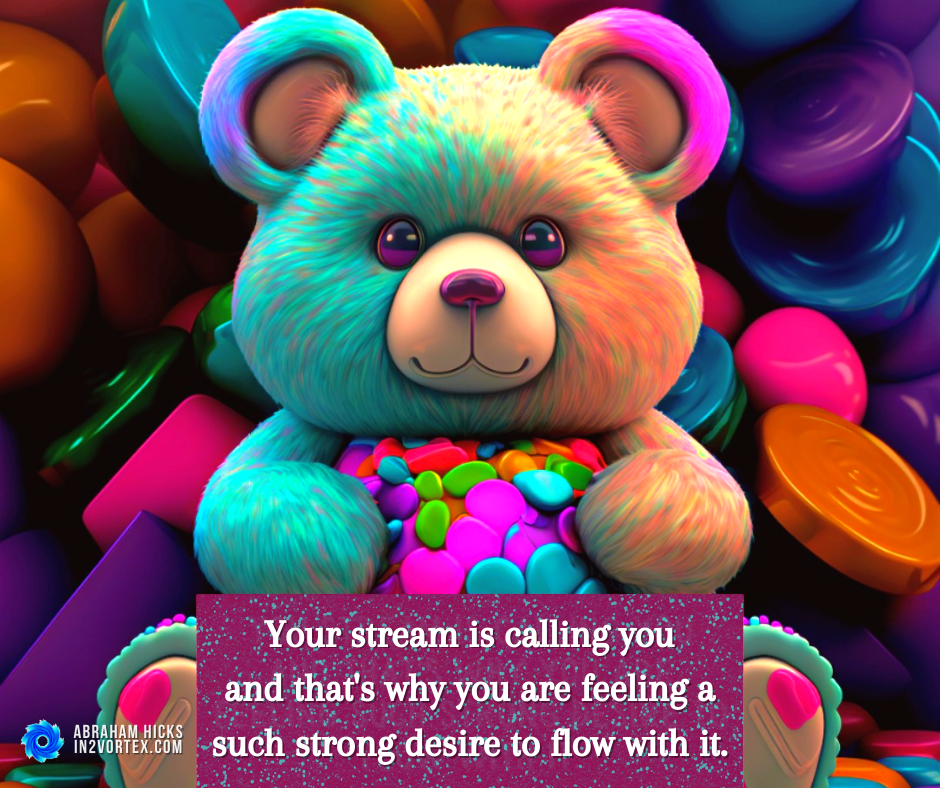 Your stream is calling you
and that's why you are feeling a
such strong desire to flow with it.
ABRAHAM HICKS
IN2VORTEX.COM